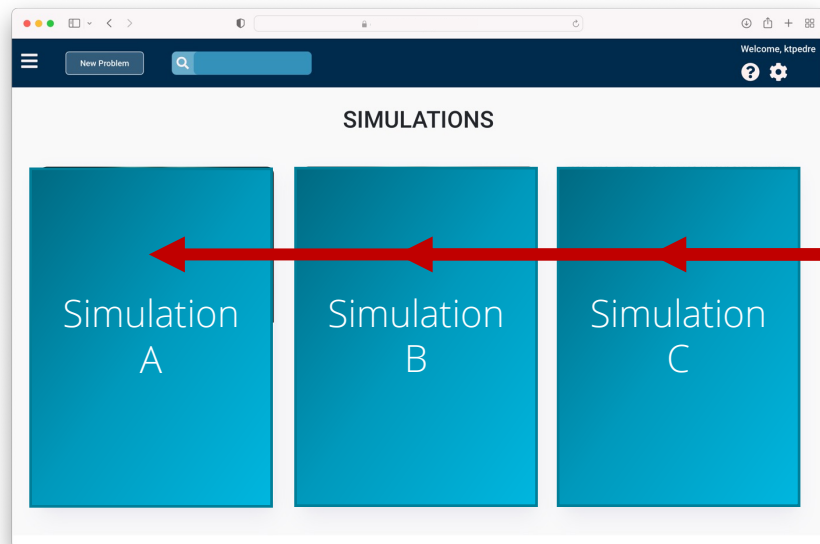 Welcome, ktpedre
New Problem
SIMULATIONS
Simulation
A
Simulation
B
Simulation
C